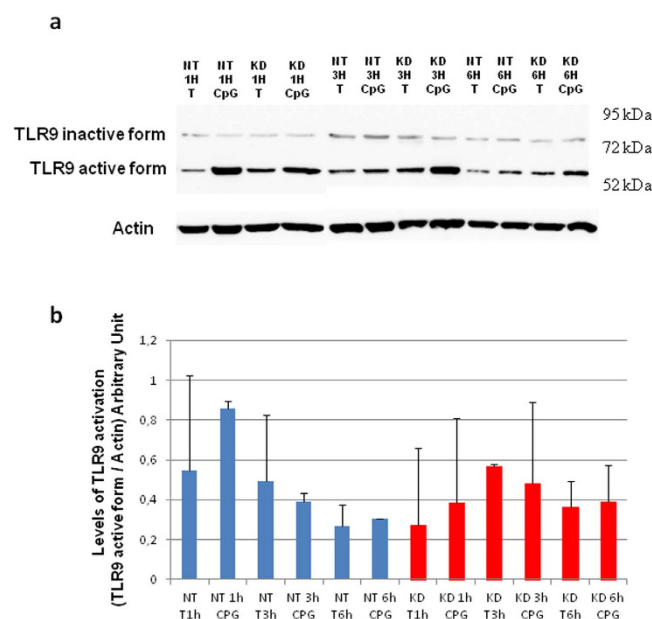 a
NT NT KD KD NT NT KD KD NT NT KD KD
1H 1H 1H 1H 3H 3H 3H 3H 6H 6H 6H 6H
T CpG T CpG T CpG T CpG T CpG T CpG
95 kDa
TLR9 inactive form
72 kDa
TLR9 active form
52 kDa
Actin
b
Levels of TLR9 activation
(TLR9 active form / Actin) Arbitrary Unit
1,2
1
0,8
0,6
0,4
0,2
0
NT NT 1h NT NT 3h NT NT 6h KD KD 1h KD KD 3h KD KD 6h
T1h CPG T3h CPG T6h CPG T1h CPG T3h CPG T6h CPG